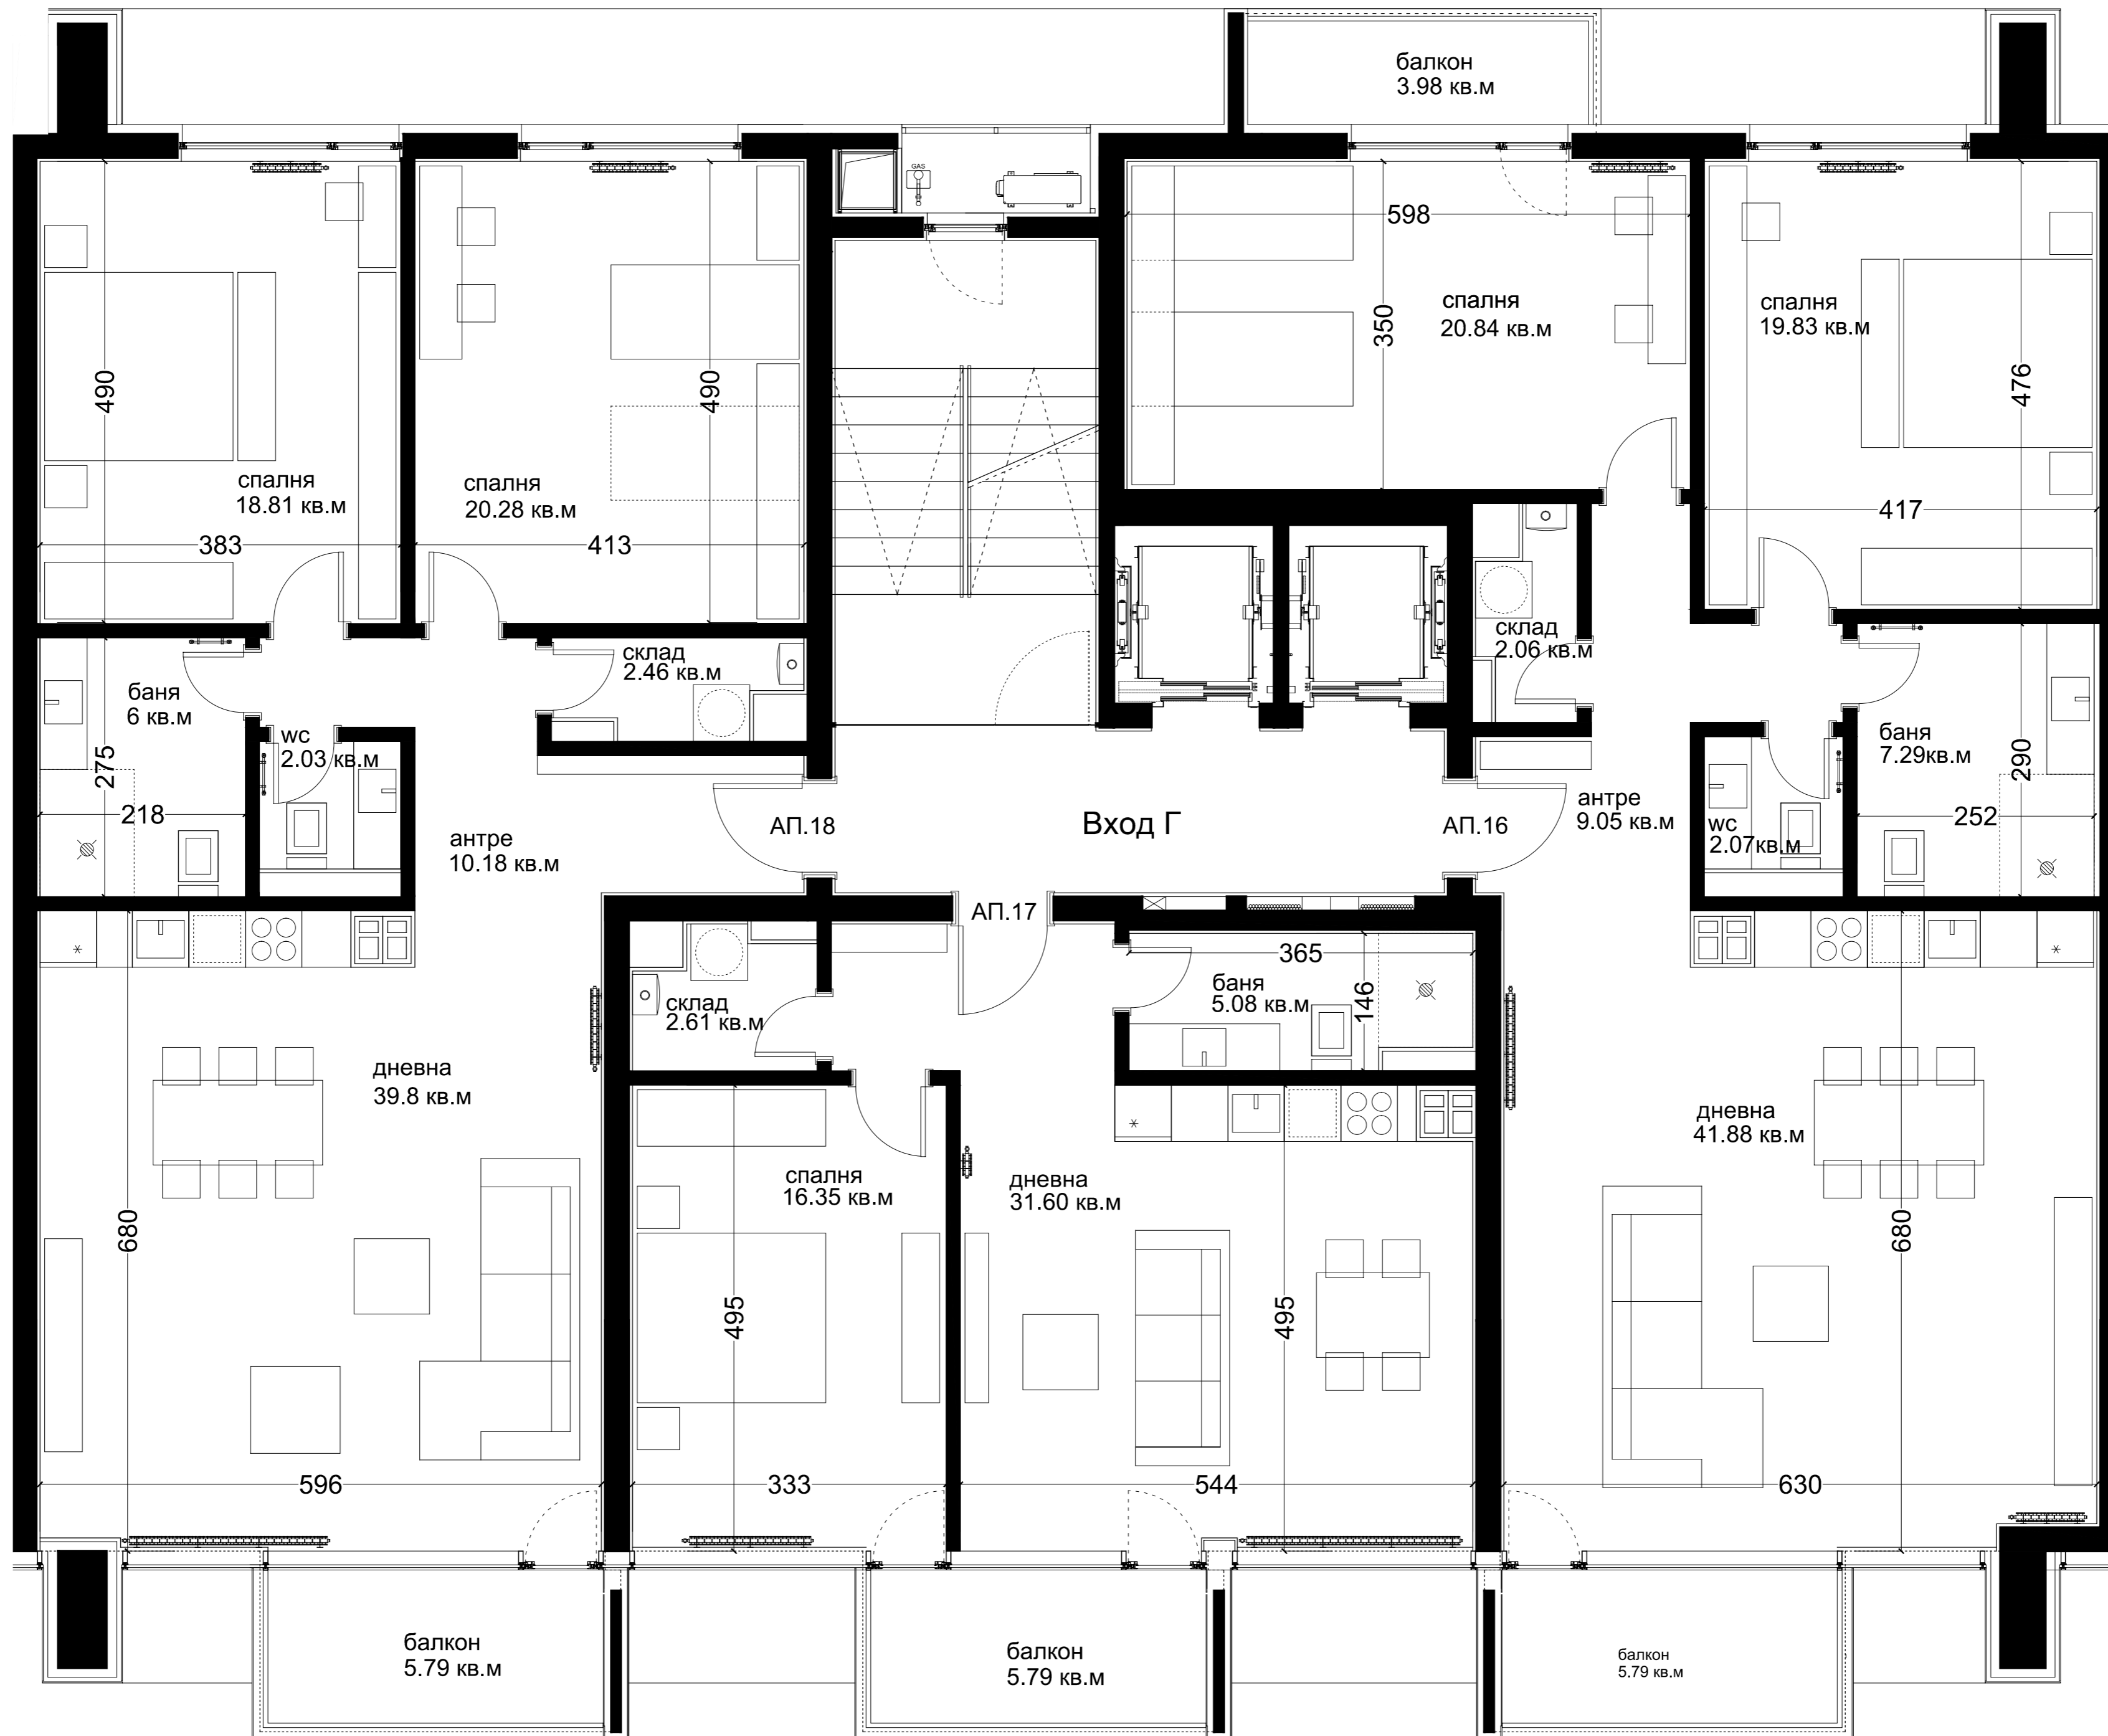 балкон
3.98 кв.м
GAS
598
350
спалня
20.84 кв.м
спалня
19.83 кв.м
476
417
490
спалня
18.81 кв.м
383
490
спалня
20.28 кв.м
413
склад
2.46 кв.м
склад
2.06 кв.м
баня
6 кв.м
275
218
wc
2.03 кв.м
антре
10.18 кв.м
АП.18
Вход Г
АП.16
антре
9.05 кв.м
wc
2.07кв.м
баня
7.29кв.м
290
252
АП.17
склад
2.61 кв.м
365
баня
5.08 кв.м
146
дневна
39.8 кв.м
680
596
спалня
16.35 кв.м
495
333
дневна
31.60 кв.м
495
544
дневна
41.88 кв.м
680
630
балкон
5.79 кв.м
балкон
5.79 кв.м
балкон
5.79 кв.м